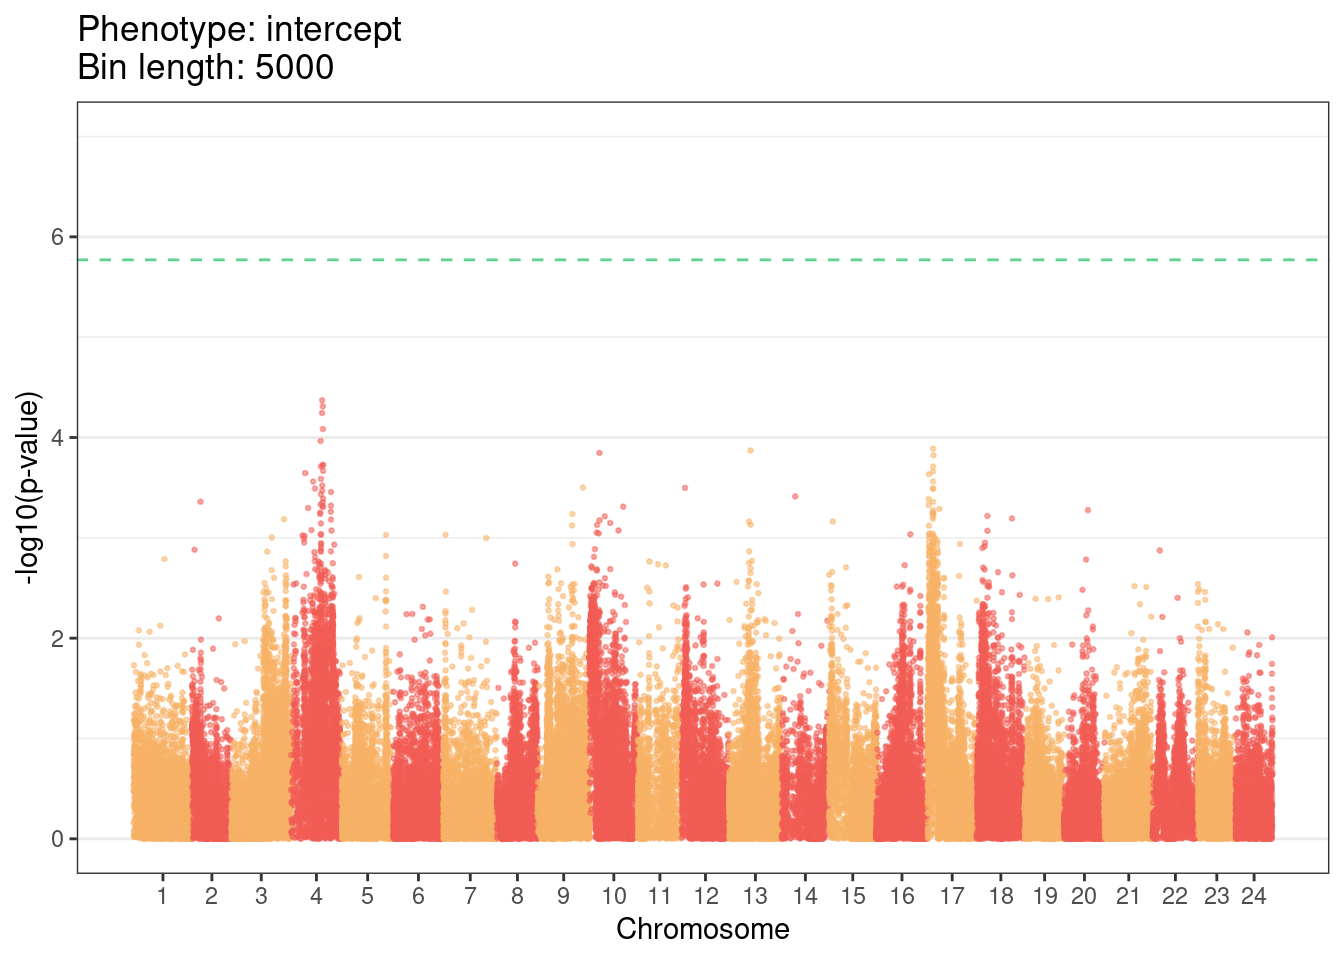 Phenotype: intercept
Bin length: 5000
6
4
2
0
-log10(p-value)
1 2 3 4 5 6 7 8 9 10 11 12 13 14 15 16 17 18 19 20 21 22 23 24
Chromosome